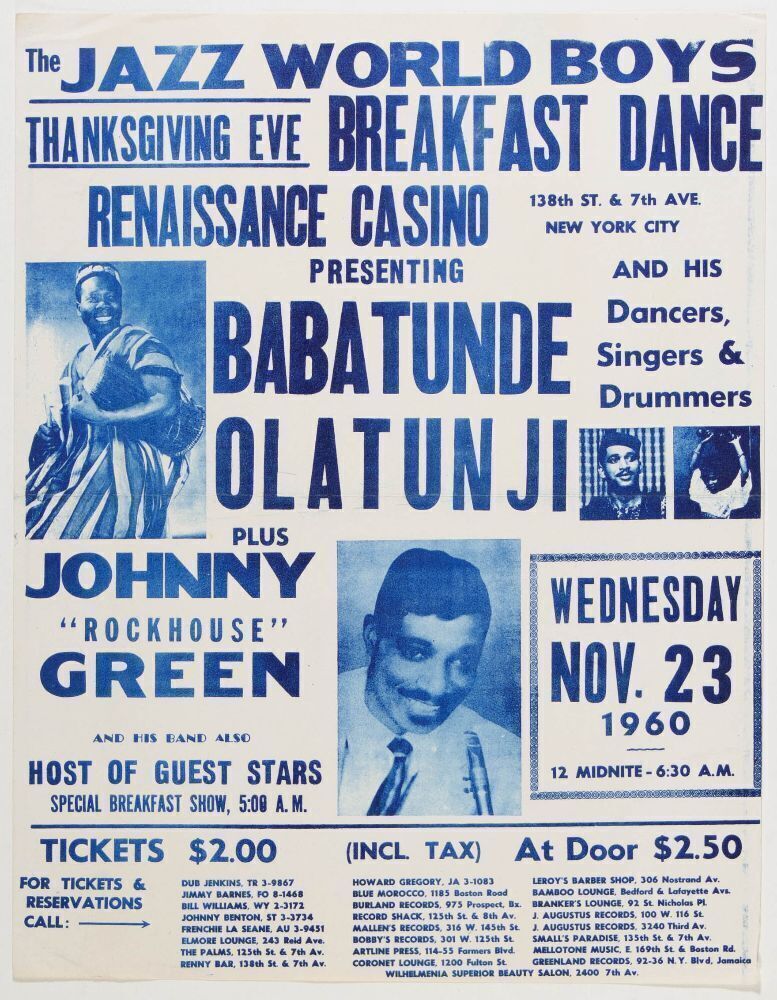 The JAZZ WORLD BOYS
THANKSGIVING EVE BREAKFAST DANCE
RENAISSANCE CASINO
138th ST. & 7th AVE.
NEW YORK CITY
PRESENTING
BABATUNDE
OLATUNJI
AND HIS
Dancers,
Singers &
Drummers
PLUS
JOHNNY
"ROCKHOUSE"
GREEN
AND HIS BAND ALSO
HOST OF GUEST STARS
SPECIAL BREAKFAST SHOW, 5:00 A.M.
WEDNESDAY
NOV. 23
1960
12 MIDNITE - 6:30 A.M.
TICKETS $2.00 (INCL. TAX) At Door $2.50
FOR TICKETS &
RESERVATIONS
CALL:
DUB JENKINS, TR 3-9867
JIMMY BARNES, FO 8-1468
BILL WILLIAMS, WY 2-3172
JOHNNY BENTON, ST 3-3734
FRENCHIE LA SEANE, AU 3-9451
ELMORE LOUNGE, 243 Reid Ave.
THE PALMS, 125th St. & 7th Av.
RENNY BAR, 138th St. & 7th Av.
HOWARD GREGORY, JA 3-1083
BLUE MOROCCO, 1185 Boston Road
BURLAND RECORDS, 975 Prospect, Bx.
RECORD SHACK, 125th St. & 8th Av.
MALLEN'S RECORDS, 316 W. 145th St.
BOBBY'S RECORDS, 301 W. 125th St.
ARTLINE PRESS, 114-55 Farmers Blvd.
CORONET LOUNGE, 1200 Fulton St.
LEROY'S BARBER SHOP, 306 Nostrand Av.
BAMBOO LOUNGE, Bedford & Lafayette Avs.
BRANKER'S LOUNGE, 92 St. Nicholas Pl.
J. AUGUSTUS RECORDS, 100 W. 116 St.
J. AUGUSTUS RECORDS, 3240 Third Av.
SMALL'S PARADISE, 135th St. & 7th Av.
MELLOTONE MUSIC, E. 169th St. & Boston Rd.
GREENLAND RECORDS, 92-36 N.Y. Blvd, Jamaica
WILHELMENIA SUPERIOR BEAUTY SALON, 2400 7th Av.